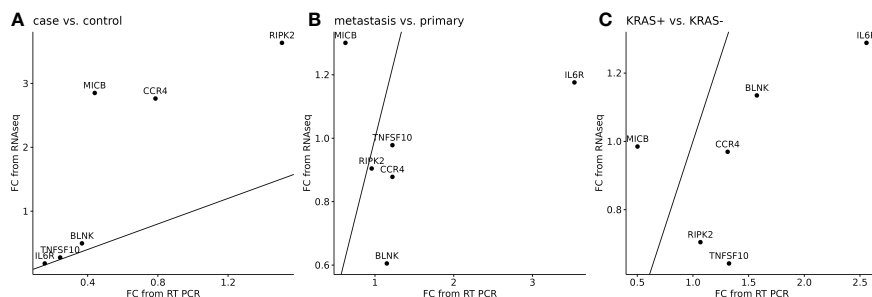 A case vs. control
RIPK2
MICB
CCR4
BLNK
TNFSF10
IL6R
FC from RNAseq
3
2
1
0.4 0.8 1.2
FC from RT PCR
B metastasis vs. primary
MICB
IL6R
TNFSF10
RIPK2
CCR4
BLNK
FC from RNAseq
1.2
1.0
0.8
0.6
1 2 3
FC from RT PCR
C KRAS+ vs. KRAS-
IL6R
BLNK
MICB
CCR4
RIPK2
TNFSF10
FC from RNAseq
1.2
1.0
0.8
0.5 1.0 1.5 2.0 2.5
FC from RT PCR